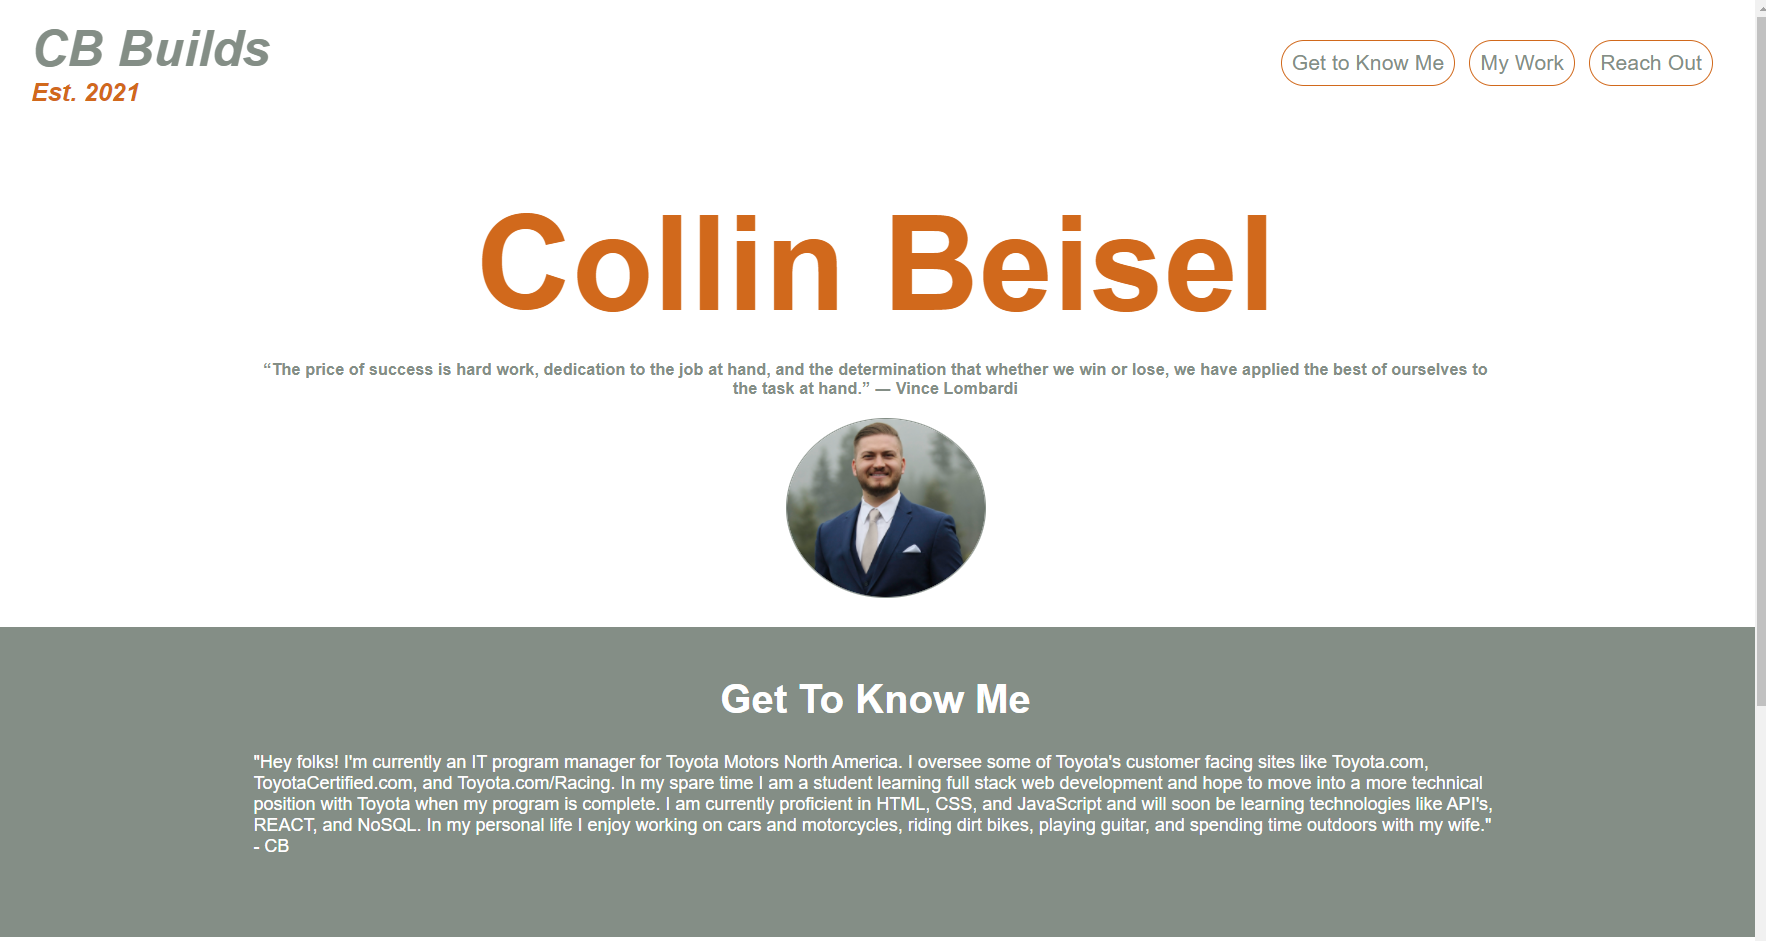 CB Builds
Est. 2021
Get to Know Me
My Work
Reach Out
Collin Beisel
“The price of success is hard work, dedication to the job at hand, and the determination that whether we win or lose, we have applied the best of ourselves to
the task at hand.” — Vince Lombardi
Get To Know Me
"Hey folks! I'm currently an IT program manager for Toyota Motors North America. I oversee some of Toyota's customer facing sites like Toyota.com,
ToyotaCertified.com, and Toyota.com/Racing. In my spare time I am a student learning full stack web development and hope to move into a more technical
position with Toyota when my program is complete. I am currently proficient in HTML, CSS, and JavaScript and will soon be learning technologies like API's,
REACT, and NoSQL. In my personal life I enjoy working on cars and motorcycles, riding dirt bikes, playing guitar, and spending time outdoors with my wife."
- CB